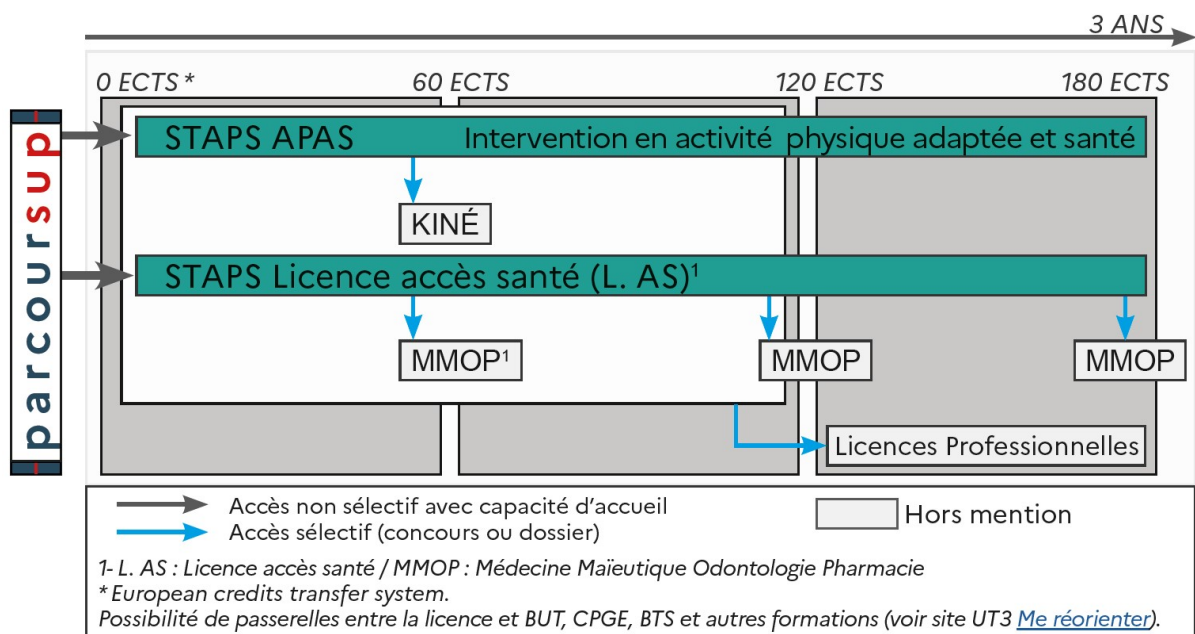 3 ANS
0 ECTS *
60 ECTS
120 ECTS
180 ECTS
parcoursup
STAPS APAS Intervention en activité physique adaptée et santé
KINÉ
STAPS Licence accès santé (L. AS)¹
MMOP¹
MMOP
MMOP
Licences Professionnelles
Accès non sélectif avec capacité d'accueil
Accès sélectif (concours ou dossier)
Hors mention
1- L. AS : Licence accès santé / MMOP : Médecine Maïeutique Odontologie Pharmacie
* European credits transfer system.
Possibilité de passerelles entre la licence et BUT, CPGE, BTS et autres formations (voir site UT3 Me réorienter).